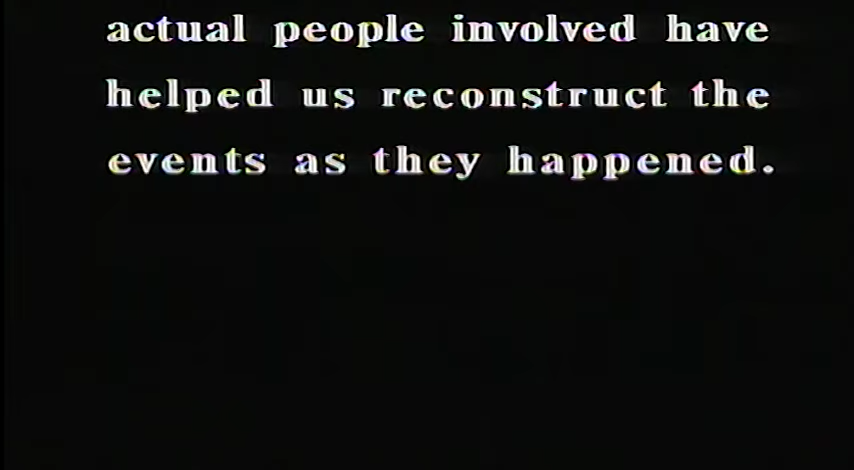 actual people involved have
helped us reconstruct the
events as they happened.